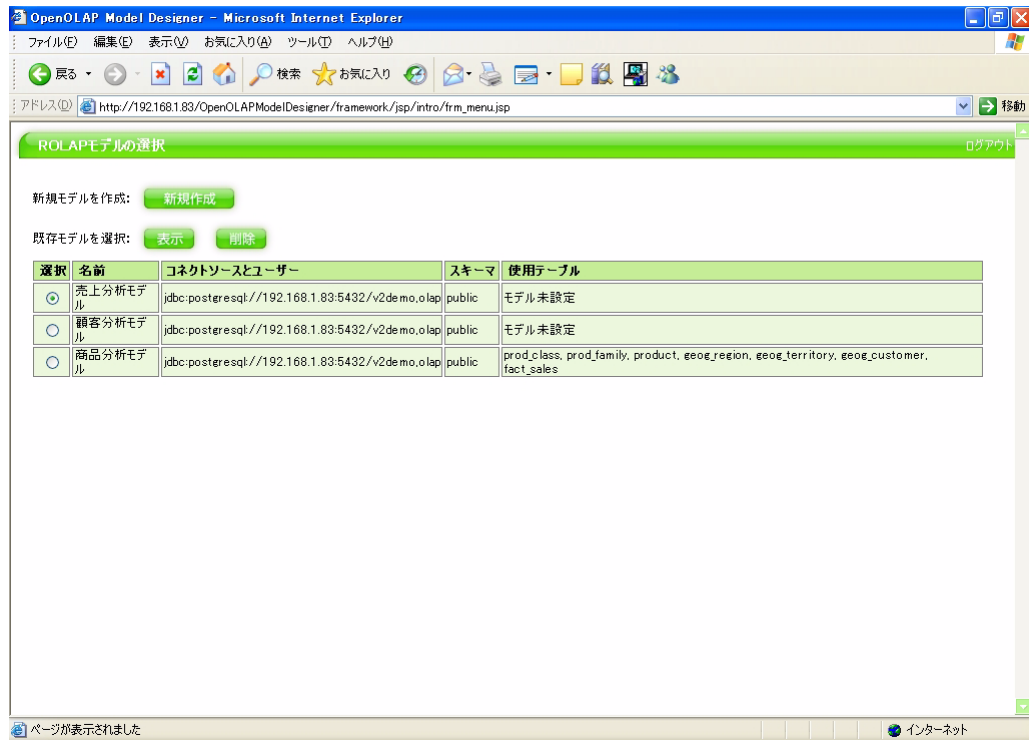 OpenOLAP Model Designer - Microsoft Internet Explorer
ファイル(F) 編集(E) 表示(V) お気に入り(A) ツール(T) ヘルプ(H)
戻る 検索 お気に入り
アドレス(D) http://192.168.1.83/OpenOLAPModelDesigner/framework/jsp/intro/frm_menu.jsp 移動
ROLAPモデルの選択 ログアウト
新規モデルを作成: 新規作成
既存モデルを選択: 表示 削除
選択 名前 コネクトソースとユーザー スキーマ 使用テーブル
売上分析モデ
ル
jdbc:postgresql://192.168.1.83:5432/v2demo,olap public モデル未設定
顧客分析モデ
ル
jdbc:postgresql://192.168.1.83:5432/v2demo,olap public モデル未設定
商品分析モデ
ル
jdbc:postgresql://192.168.1.83:5432/v2demo,olap public prod_class, prod_family, product, geog_region, geog_territory, geog_customer,
fact_sales
ページが表示されました インターネット